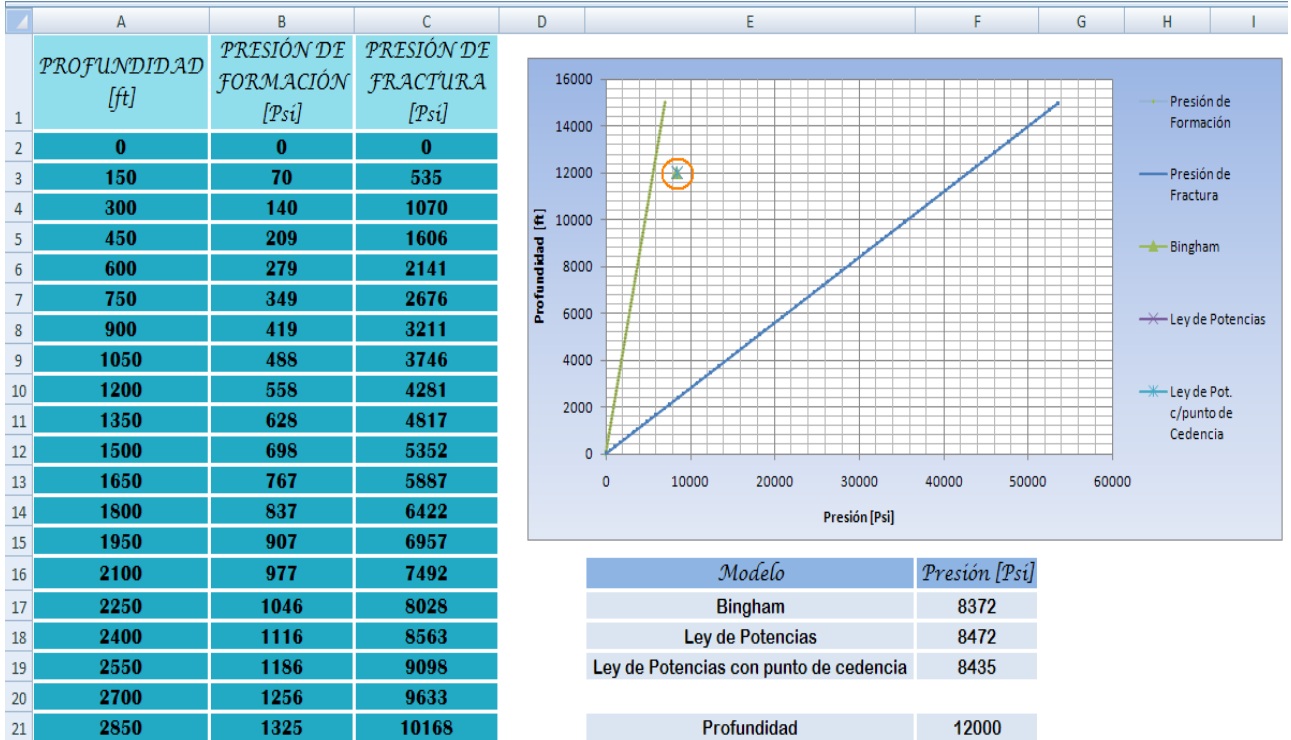 A B C D E F G H I
1 PROFUNDIDAD [ft] PRESIÓN DE FORMACIÓN [Psi] PRESIÓN DE FRACTURA [Psi]
2 0 0 0
3 150 70 535
4 300 140 1070
5 450 209 1606
6 600 279 2141
7 750 349 2676
8 900 419 3211
9 1050 488 3746
10 1200 558 4281
11 1350 628 4817
12 1500 698 5352
13 1650 767 5887
14 1800 837 6422
15 1950 907 6957
16 2100 977 7492
17 2250 1046 8028
18 2400 1116 8563
19 2550 1186 9098
20 2700 1256 9633
21 2850 1325 10168
Profundidad [ft]
16000
14000
12000
10000
8000
6000
4000
2000
0
0 10000 20000 30000 40000 50000 60000
Presión [Psi]
Presión de
Formación
Presión de
Fractura
Bingham
Ley de Potencias
Ley de Pot.
c/punto de
Cedencia
Modelo Presión [Psi]
Bingham 8372
Ley de Potencias 8472
Ley de Potencias con punto de cedencia 8435
Profundidad 12000